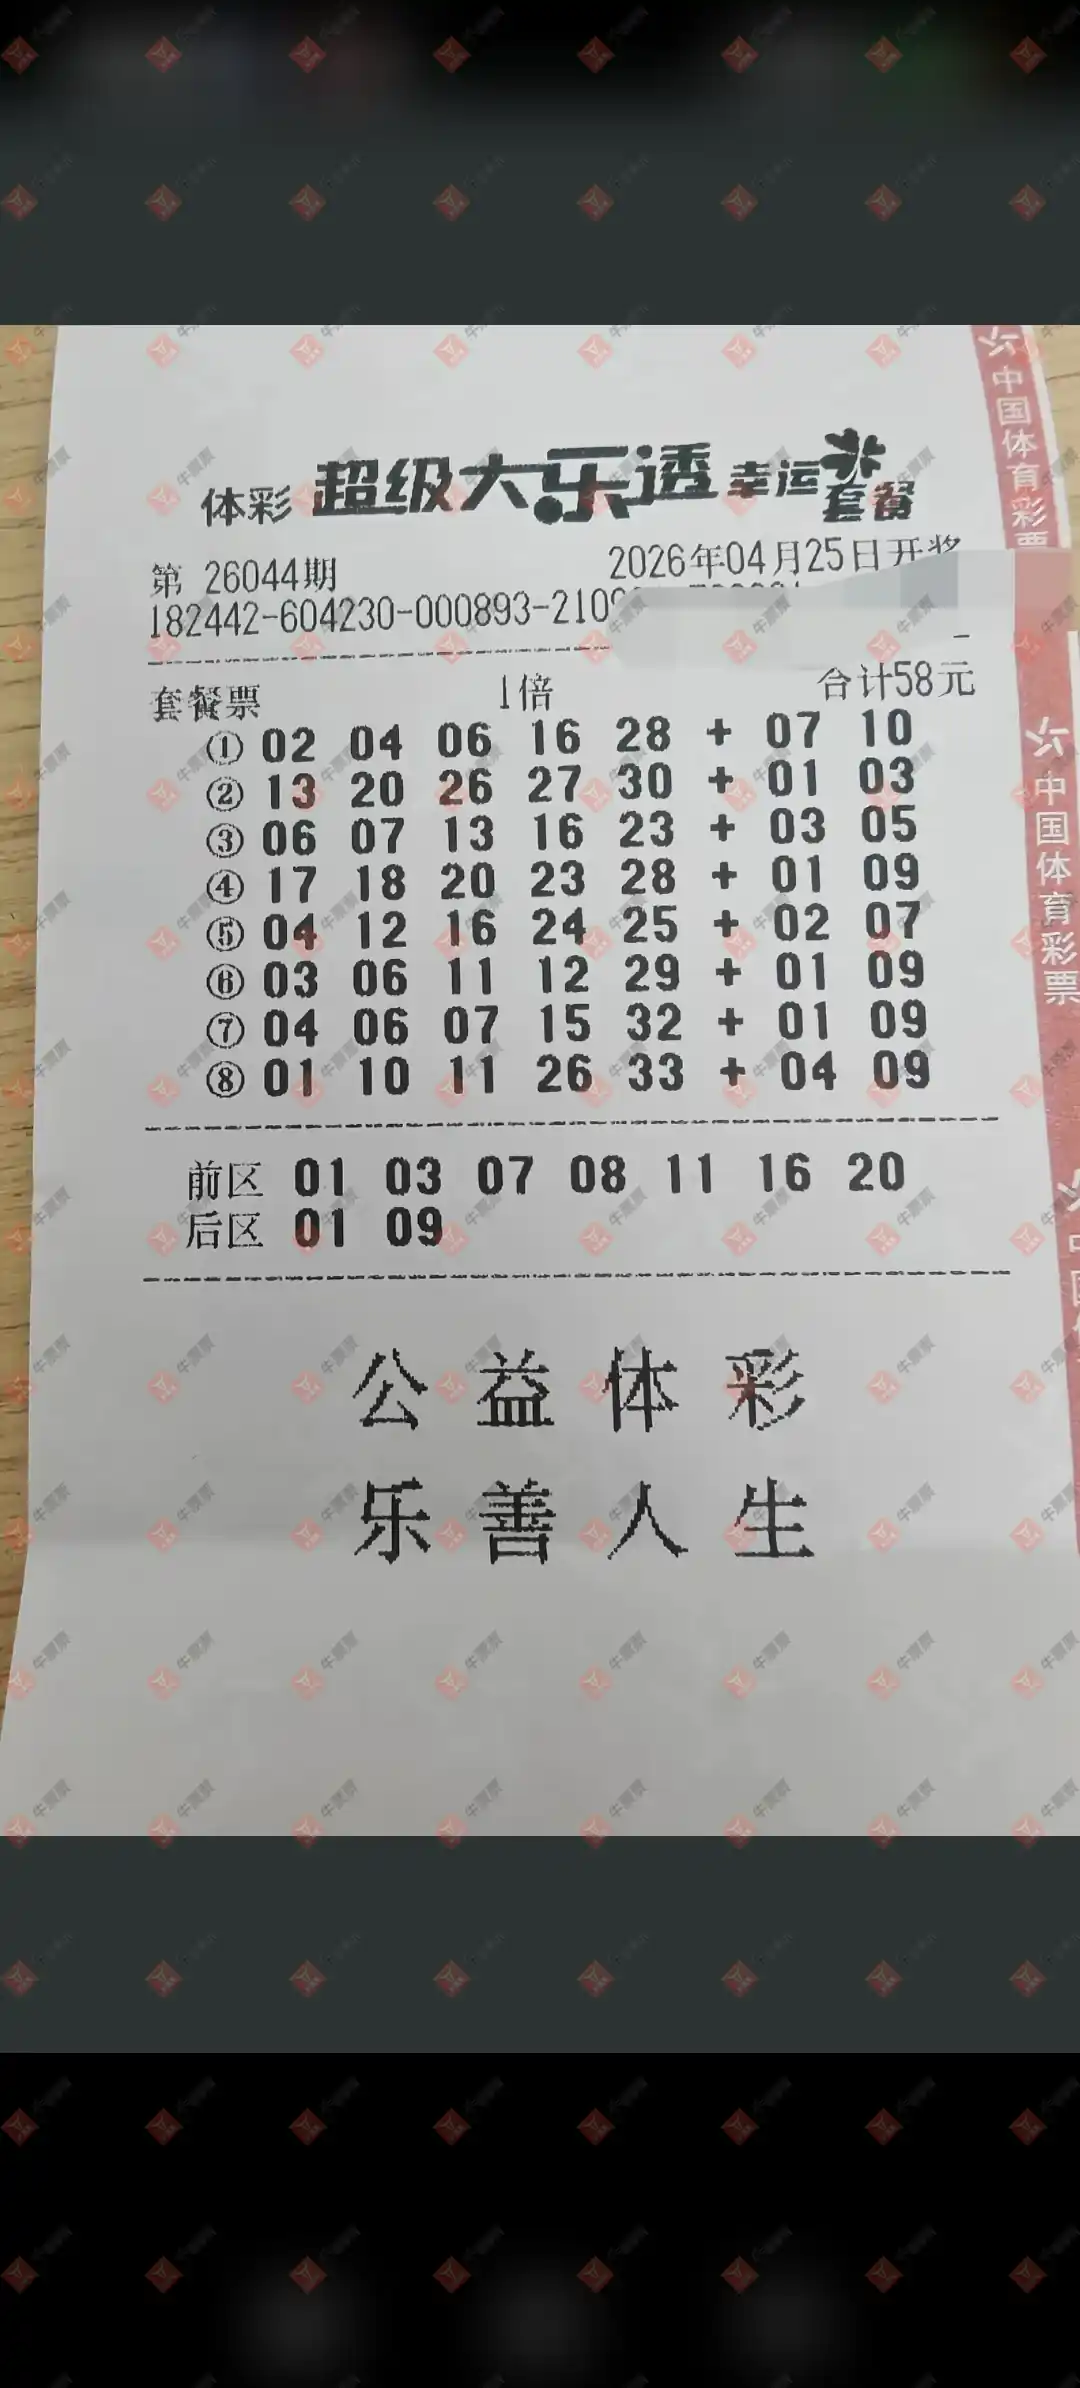 体彩 超级大乐透 幸运 套餐
第 26044期 2026年04月25日开奖
182442-604230-000893-210
套餐票 1倍 合计58元
① 02 04 06 16 28 + 07 10
② 13 20 26 27 30 + 01 03
③ 06 07 13 16 23 + 03 05
④ 17 18 20 23 28 + 01 09
⑤ 04 12 16 24 25 + 02 07
⑥ 03 06 11 12 29 + 01 09
⑦ 04 06 07 15 32 + 01 09
⑧ 01 10 11 26 33 + 04 09
前区 01 03 07 08 11 16 20
后区 01 09
公益体彩
乐善人生
中国体育彩票
中国体育彩票